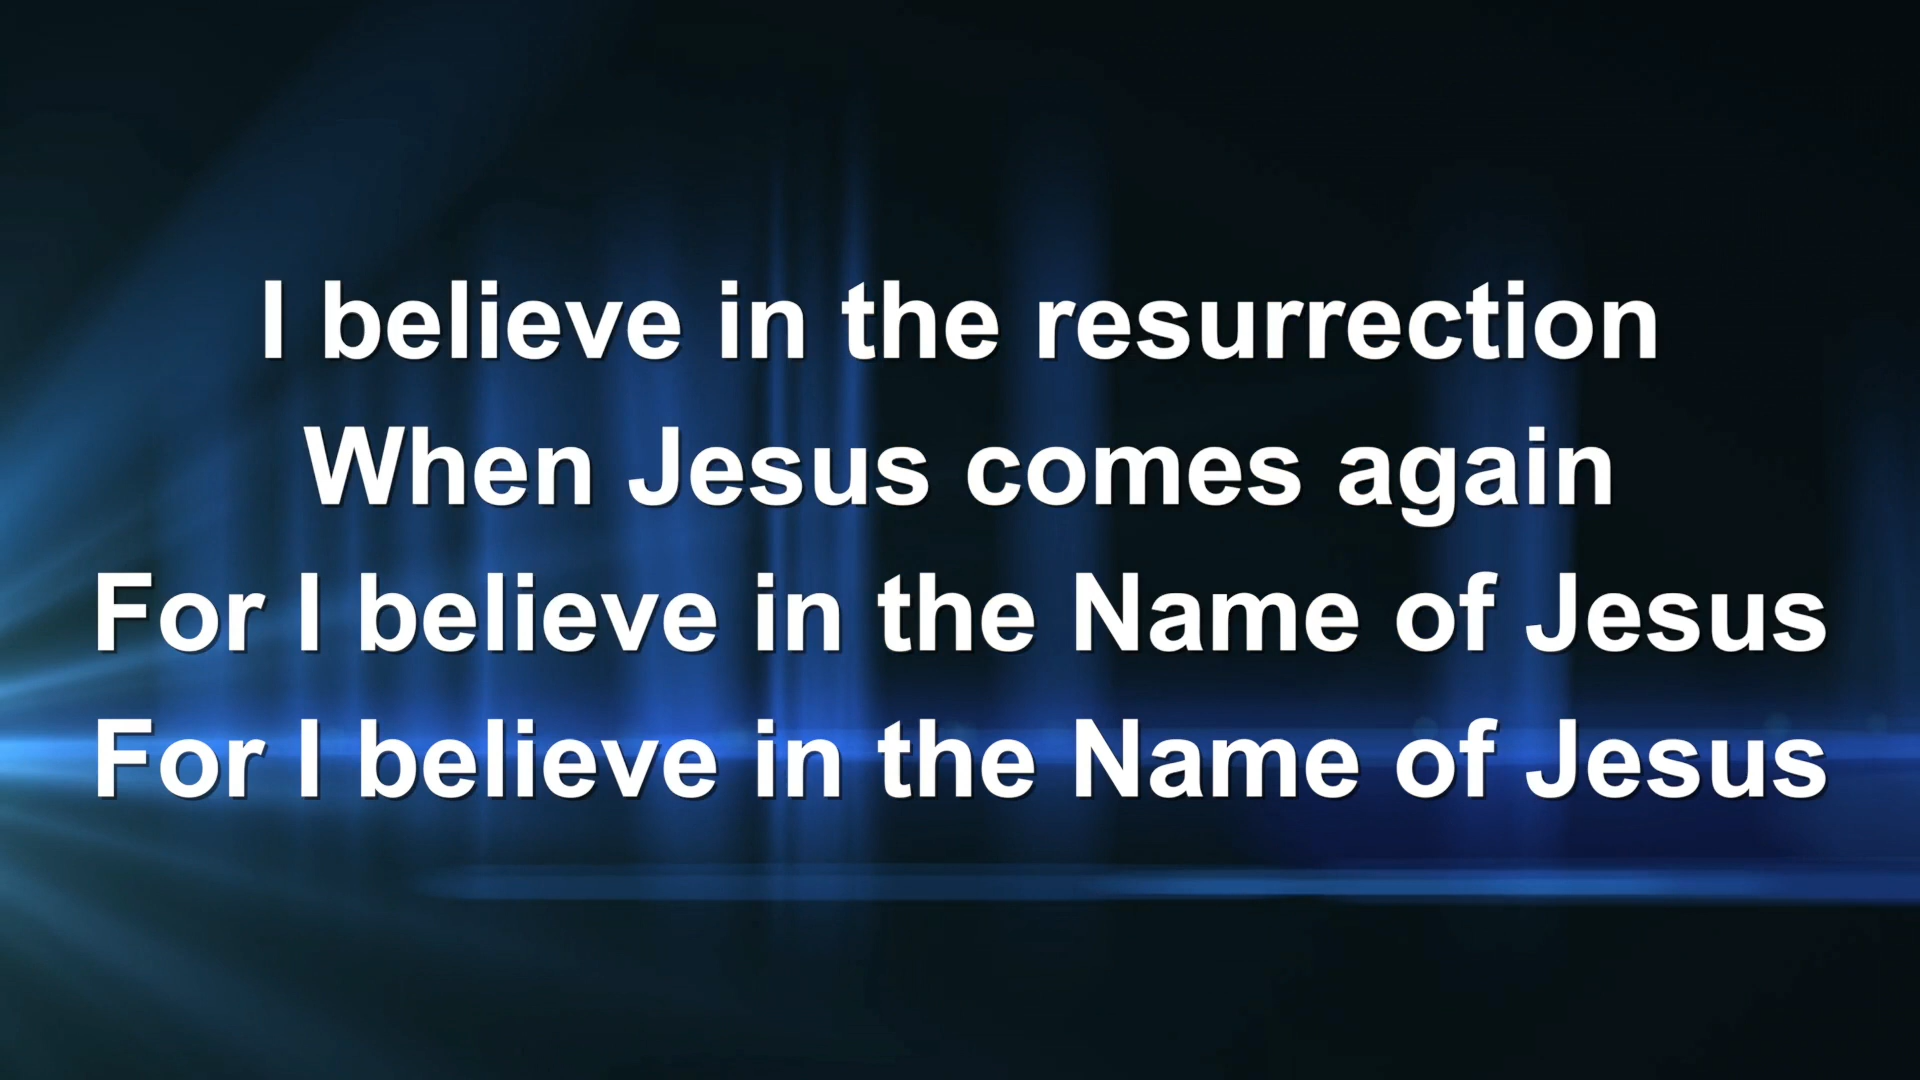 I believe in the resurrection
When Jesus comes again
For I believe in the Name of Jesus
For I believe in the Name of Jesus